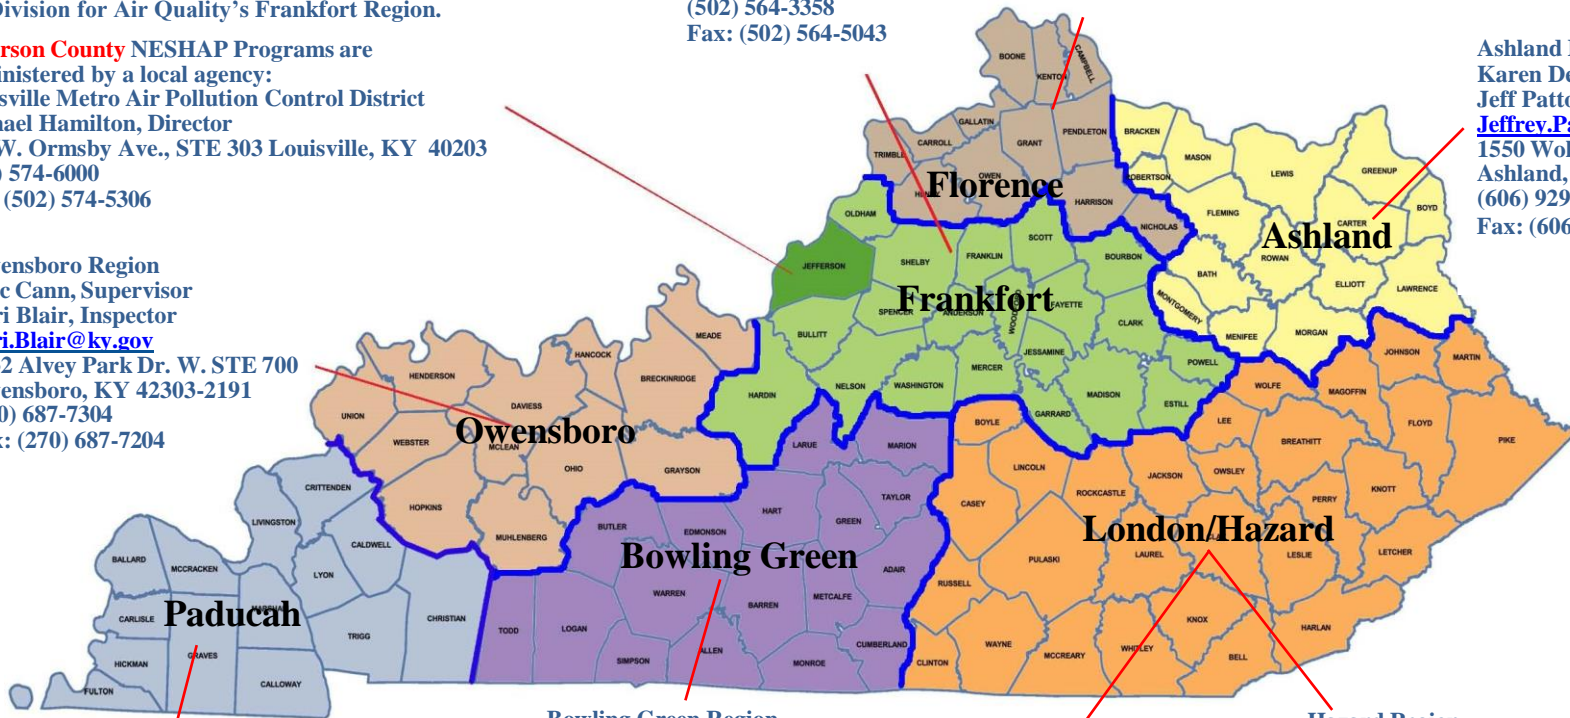 Division for Air Quality’s Frankfort Region.
erson County NESHAP Programs are
inistered by a local agency:
sville Metro Air Pollution Control District
ael Hamilton, Director
W. Ormsby Ave., STE 303 Louisville, KY 40203
) 574-6000
(502) 574-5306
(502) 564-3358
Fax: (502) 564-5043
Ashland
Karen De
Jeff Patto
Jeffrey.Pa
1550 Wol
Ashland,
(606) 929
Fax: (606
ensboro Region
c Cann, Supervisor
ri Blair, Inspector
ri.Blair@ky.gov
2 Alvey Park Dr. W. STE 700
ensboro, KY 42303-2191
0) 687-7304
x: (270) 687-7204
BOONE
KENTON
CAMPBELL
GALLATIN
CARROLL
GRANT
PENDLETON
TRIMBLE
OWEN
Florence
HARRISON
NICHOLAS
BRACKEN
MASON
OBERTSON
LEWIS
GREENUP
FLEMING
CARTER
BOYD
Ashland
ROWAN
BATH
ELLIOTT
LAWRENCE
MONTGOMERY
MENIFEE
MORGAN
OLDHAM
JEFFERSON
SHELBY
FRANKLIN
SCOTT
BOURBON
Frankfort
SPENCER
ANDERSON
WOODFORD
FAYETTE
CLARK
BULLITT
JESSAMINE
POWELL
MERCER
HARDIN
NELSON
WASHINGTON
MADISON
ESTILL
GARRARD
MEADE
HANCOCK
BRECKINRIDGE
HENDERSON
UNION
DAVIESS
Owensboro
WEBSTER
MCLEAN
OHIO
GRAYSON
HOPKINS
MUHLENBERG
CRITTENDEN
LIVINGSTON
CALDWELL
BALLARD
MCCRACKEN
LYON
Paducah
CARLISLE
MARSHALL
TRIGG
CHRISTIAN
HICKMAN
GRAVES
FULTON
CALLOWAY
LARUE
MARION
TAYLOR
HART
GREEN
BUTLER
EDMONSON
Bowling Green
ADAIR
WARREN
BARREN
METCALFE
TODD
LOGAN
SIMPSON
ALLEN
MONROE
CUMBERLAND
JOHNSON
MARTIN
WOLFE
MAGOFFIN
FLOYD
PIKE
BOYLE
LEE
BREATHITT
LINCOLN
JACKSON
OWSLEY
KNOTT
CASEY
ROCKCASTLE
PERRY
London/Hazard
PULASKI
LAUREL
LESLIE
LETCHER
RUSSELL
KNOX
HARLAN
WAYNE
MCCREARY
WHITLEY
BELL
CLINTON
Bowling Green Region
Hazard Region